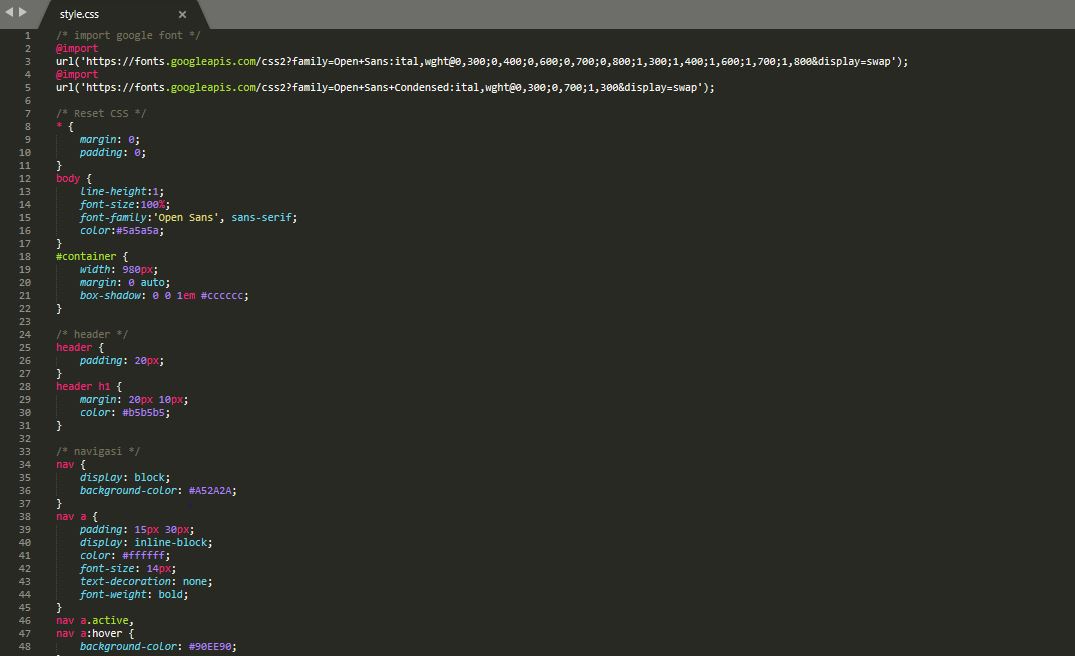 style.css ×
1 /* import google font */
2 @import
3 url('https://fonts.googleapis.com/css2?family=Open+Sans:ital,wght@0,300;0,400;0,600;0,700;0,800;1,300;1,400;1,600;1,700;1,800&display=swap');
4 @import
5 url('https://fonts.googleapis.com/css2?family=Open+Sans+Condensed:ital,wght@0,300;0,700;1,300&display=swap');
6
7 /* Reset CSS */
8 * {
9     margin: 0;
10     padding: 0;
11 }
12 body {
13     line-height:1;
14     font-size:100%;
15     font-family:'Open Sans', sans-serif;
16     color:#5a5a5a;
17 }
18 #container {
19     width: 980px;
20     margin: 0 auto;
21     box-shadow: 0 0 1em #cccccc;
22 }
23
24 /* header */
25 header {
26     padding: 20px;
27 }
28 header h1 {
29     margin: 20px 10px;
30     color: #b5b5b5;
31 }
32
33 /* navigasi */
34 nav {
35     display: block;
36     background-color: #A52A2A;
37 }
38 nav a {
39     padding: 15px 30px;
40     display: inline-block;
41     color: #ffffff;
42     font-size: 14px;
43     text-decoration: none;
44     font-weight: bold;
45 }
46 nav a.active,
47 nav a:hover {
48     background-color: #90EE90;